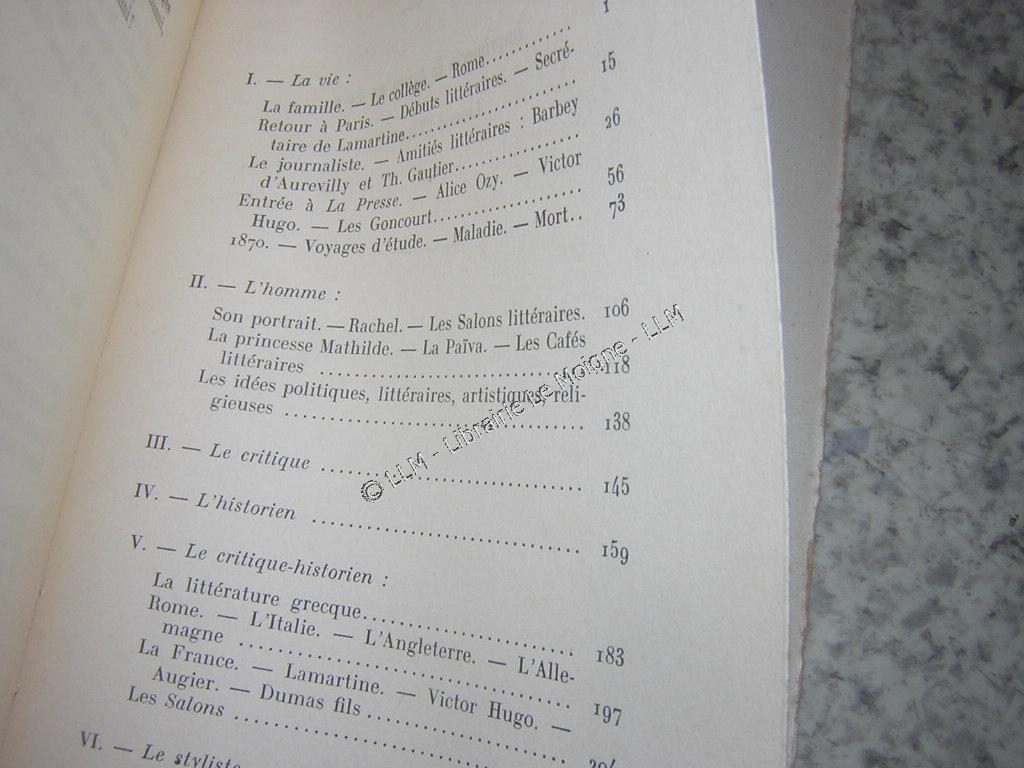 1
I. — La vie :
La famille. — Le collège. — Rome........... 15
Retour à Paris. — Débuts littéraires. — Secré-
taire de Lamartine........................ 26
Le journaliste. — Amitiés littéraires : Barbey
d'Aurevilly et Th. Gautier................. 56
Entrée à La Presse. — Alice Ozy. — Victor
Hugo. — Les Goncourt.................... 73
1870. — Voyages d'étude. — Maladie. — Mort..
II. — L'homme :
Son portrait. — Rachel. — Les Salons littéraires. 106
La princesse Mathilde. — La Païva. — Les Cafés
littéraires .............................. 118
Les idées politiques, littéraires, artistiques, reli-
gieuses ................................ 138
III. — Le critique .......................... 145
IV. — L'historien .......................... 159
V. — Le critique-historien :
La littérature grecque...................... 183
Rome. — L'Italie. — L'Angleterre. — L'Alle-
magne ................................ 197
La France. — Lamartine. — Victor Hugo. —
Augier. — Dumas fils ....................
Les Salons ..............................
VI. — Le styliste
© LLM - Librairie Le Moigne - LLM